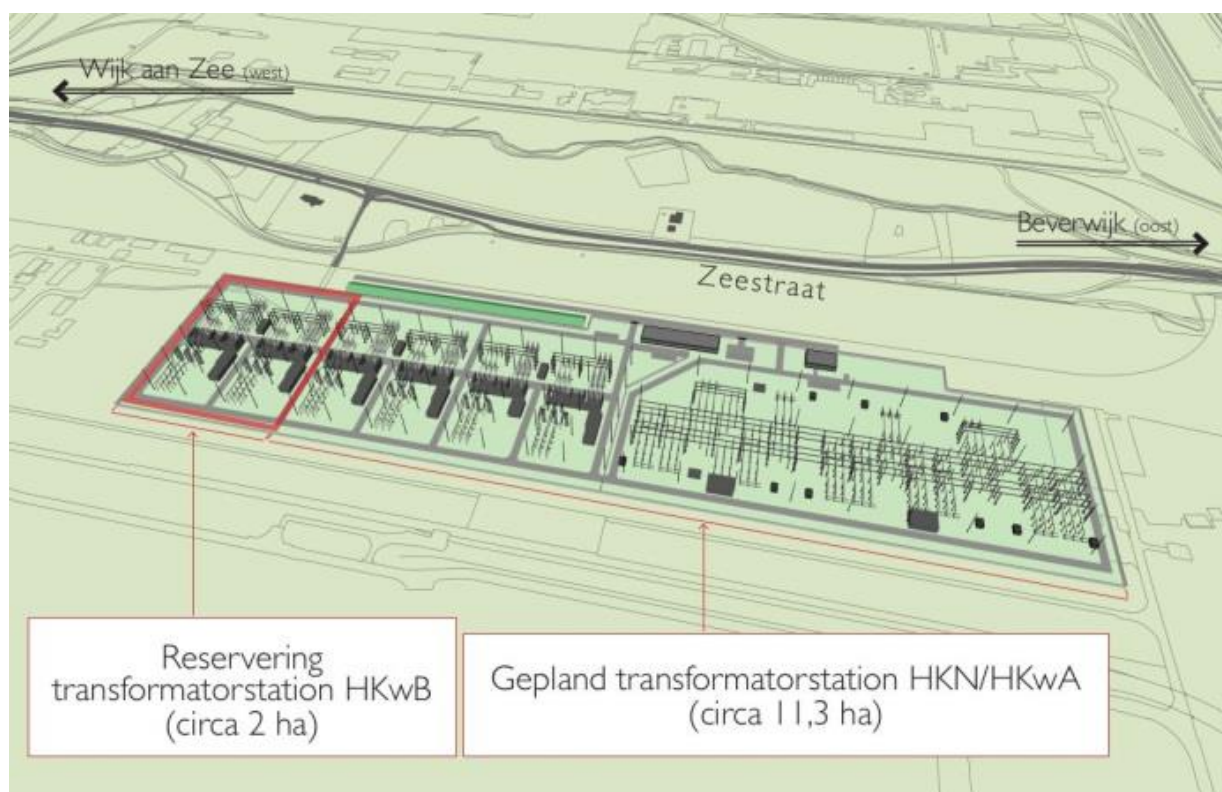 Wijk aan Zee (west)
Beverwijk (oost)
Zeestraat
Reservering
transformatorstation HKwB
(circa 2 ha)
Gepland transformatorstation HKN/HKwA
(circa 11,3 ha)